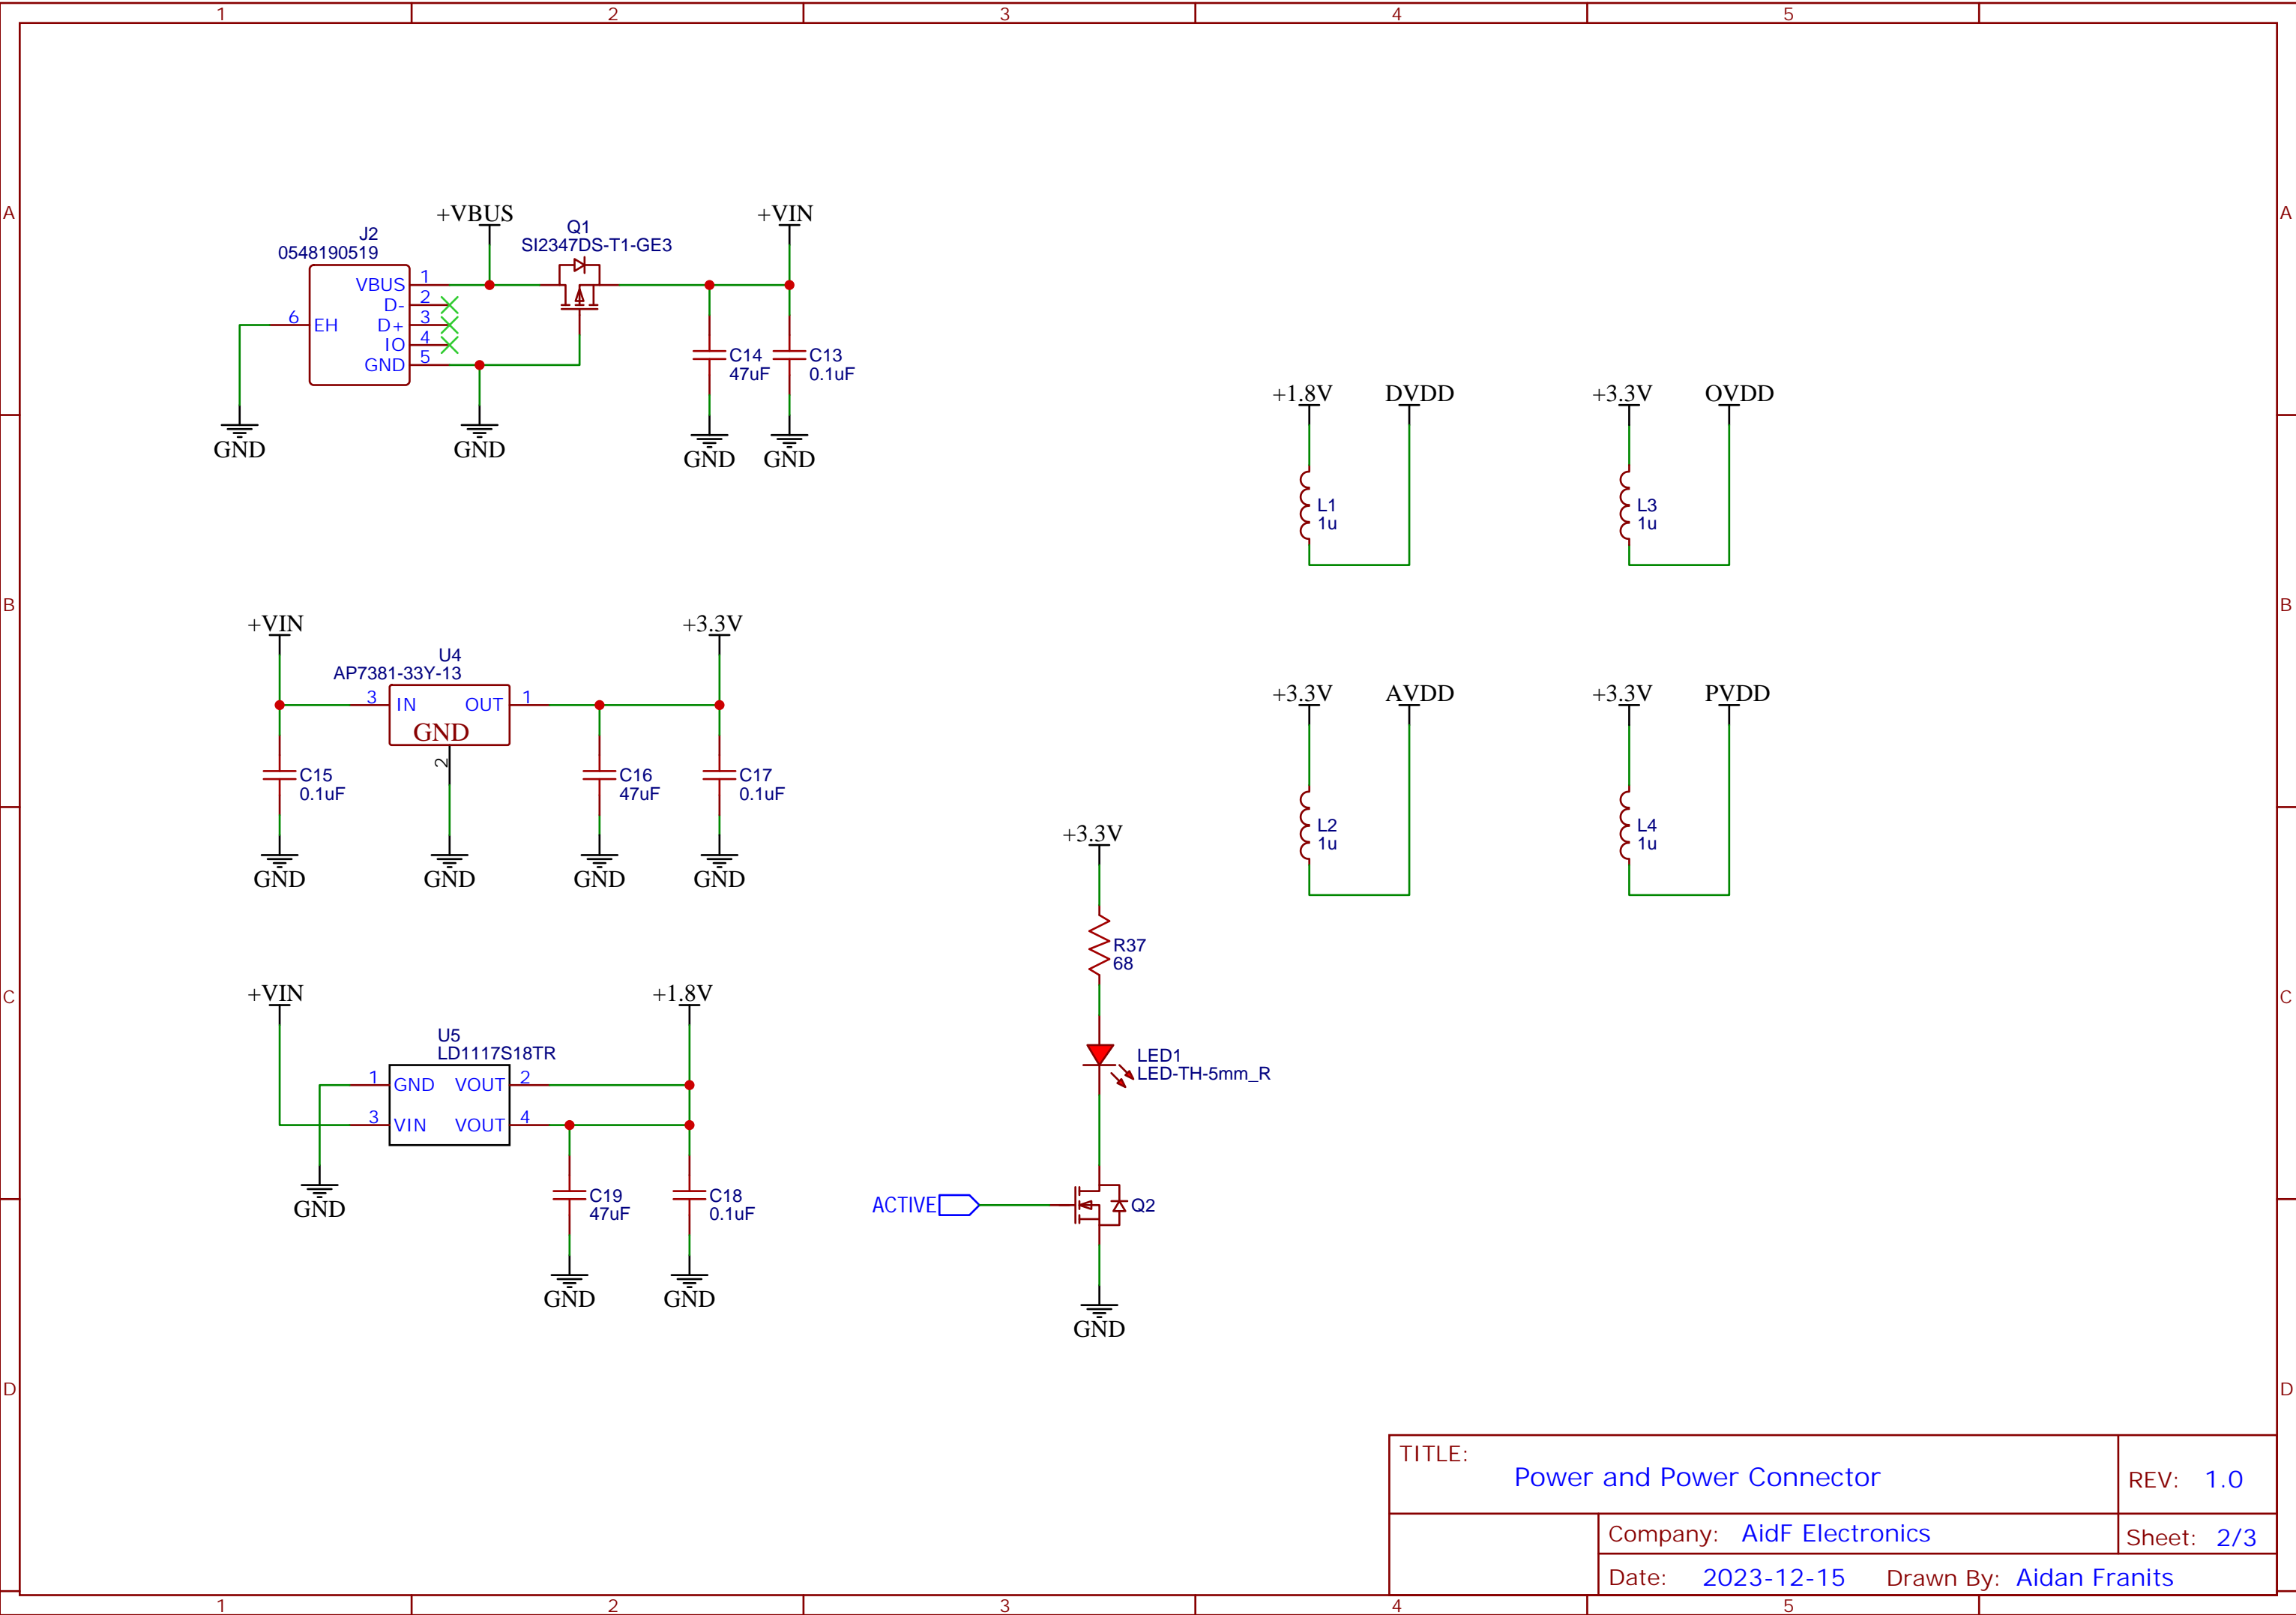 1 2 3 4 5
A A
B B
C C
D D
+VBUS
+VIN
Q1
SI2347DS-T1-GE3
J2
0548190519
VBUS 1
D- 2
D+ 3
IO 4
GND 5
6 EH
C14
47uF
C13
0.1uF
GND GND GND GND
+1.8V DVDD
L1
1u
+3.3V OVDD
L3
1u
+VIN
+3.3V
U4
AP7381-33Y-13
3 IN OUT 1
GND
2
C15
0.1uF
C16
47uF
C17
0.1uF
GND GND GND GND
+3.3V AVDD
L2
1u
+3.3V PVDD
L4
1u
+VIN
+1.8V
U5
LD1117S18TR
1 GND VOUT 2
3 VIN VOUT 4
GND
C19
47uF
C18
0.1uF
GND GND
+3.3V
R37
68
LED1
LED-TH-5mm_R
ACTIVE
Q2
GND
TITLE:
Power and Power Connector
REV: 1.0
Company: AidF Electronics
Sheet: 2/3
Date: 2023-12-15 Drawn By: Aidan Franits
1 2 3 4 5